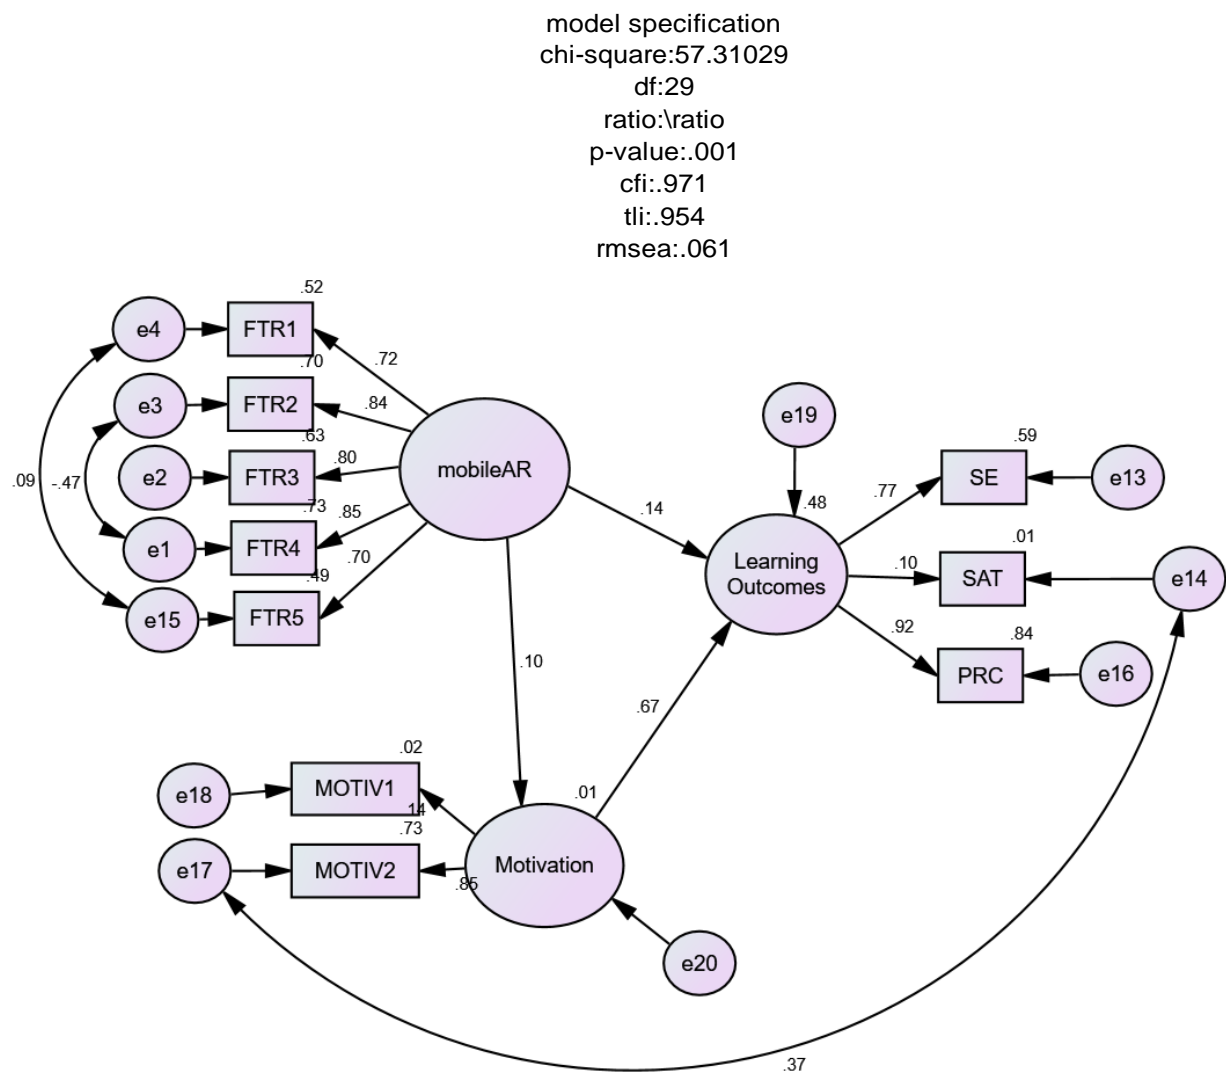 model specification
chi-square:57.31029
df:29
ratio:\ratio
p-value:.001
cfi:.971
tli:.954
rmsea:.061
.52
e4
FTR1
.72
.70
e3
FTR2
.84
.63
e2
FTR3
.80
.73
e1
FTR4
.85
.49
e15
FTR5
.70
.09
-.47
mobileAR
.14
.10
e19
.48
Learning
Outcomes
.77
.59
SE
e13
.10
.01
SAT
e14
.92
.84
PRC
e16
.67
.02
e18
MOTIV1
.14
.73
e17
MOTIV2
.85
.01
Motivation
e20
.37